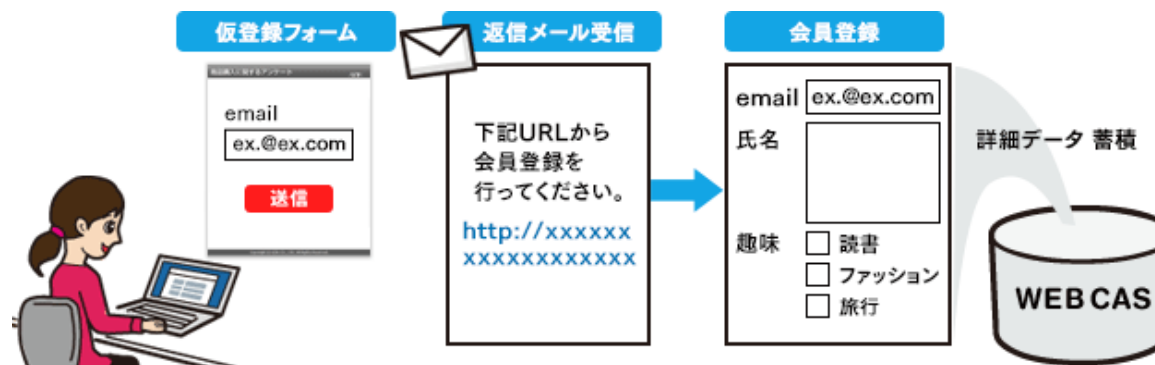 仮登録フォーム
email
ex.@ex.com
送信
返信メール受信
下記URLから
会員登録を
行ってください。
http://xxxxxx
xxxxxxxxxxxx
会員登録
email ex.@ex.com
氏名
趣味 読書
ファッション
旅行
詳細データ 蓄積
WEB CAS